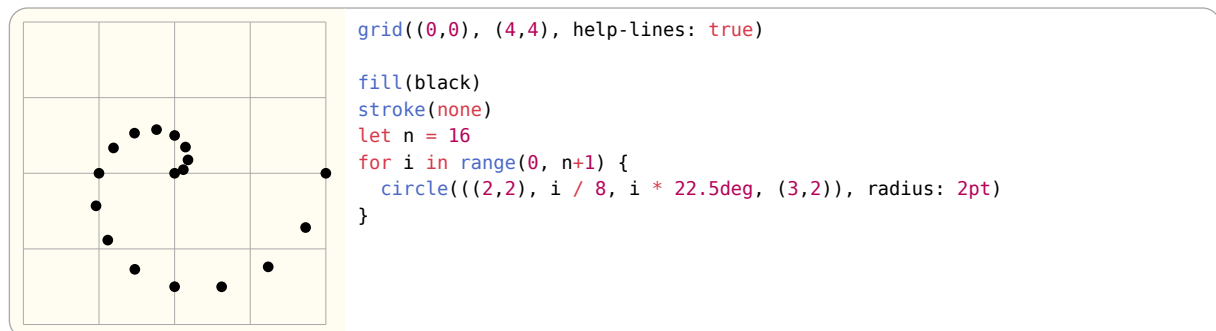 grid((0,0), (4,4), help-lines: true)
fill(black)
stroke(none)
let n = 16
for i in range(0, n+1) {
  circle(((2,2), i / 8, i * 22.5deg, (3,2)), radius: 2pt)
}